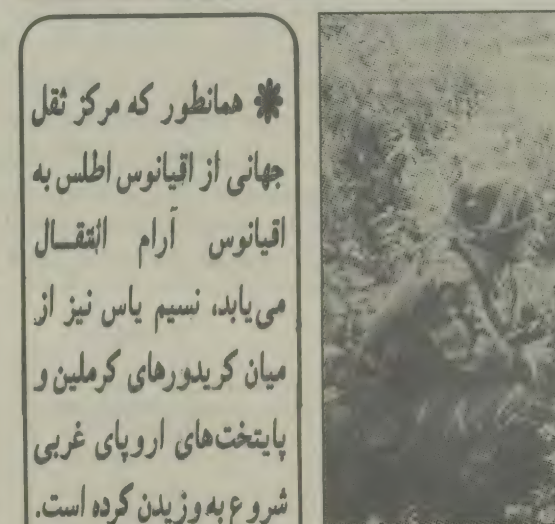 ✽ همانطور که مرکز ثقل
جهانی از اقیانوس اطلس به
اقیانوس آرام انتقــال
می‌یابد، نسیم یاس نیز از
میان کریدورهای کرملین و
پایتخت‌های اروپای غربی
شروع به وزیدن کرده است.